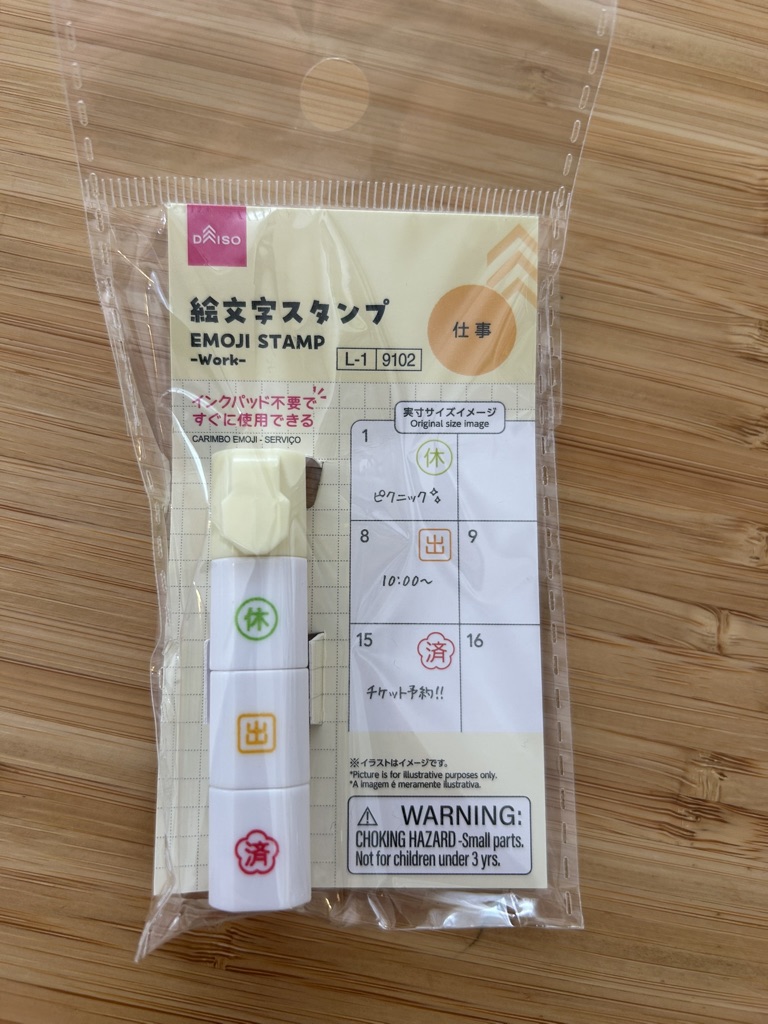 DAISO
絵文字スタンプ
EMOJI STAMP
-Work-
L-1 9102
仕事
インクパッド不要で
すぐに使用できる
CARIMBO EMOJI - SERVIÇO
実寸サイズイメージ
Original size image
1
休
ピクニック
8
出
9
10:00〜
15
済
16
チケット予約!!
休
出
済
※イラストはイメージです。
*Picture is for illustrative purposes only.
*A imagem é meramente ilustrativa.
WARNING:
CHOKING HAZARD -Small parts.
Not for children under 3 yrs.